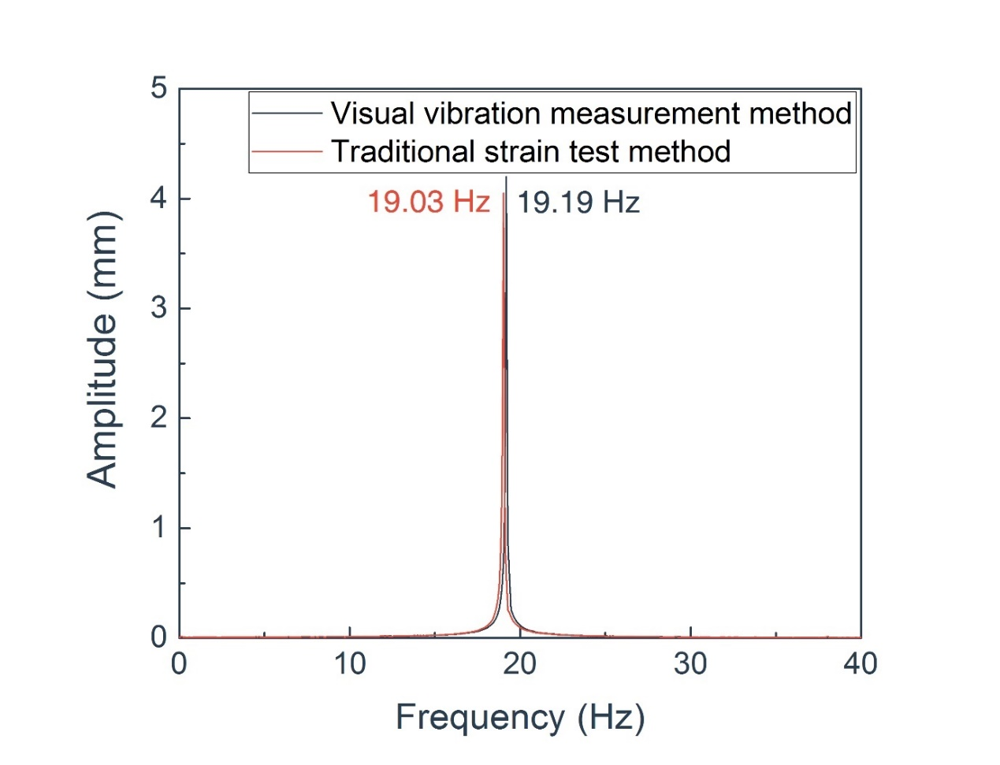 5
Visual vibration measurement method
Traditional strain test method
4
19.03 Hz
19.19 Hz
3
2
1
0
0
10
20
30
40
Amplitude (mm)
Frequency (Hz)